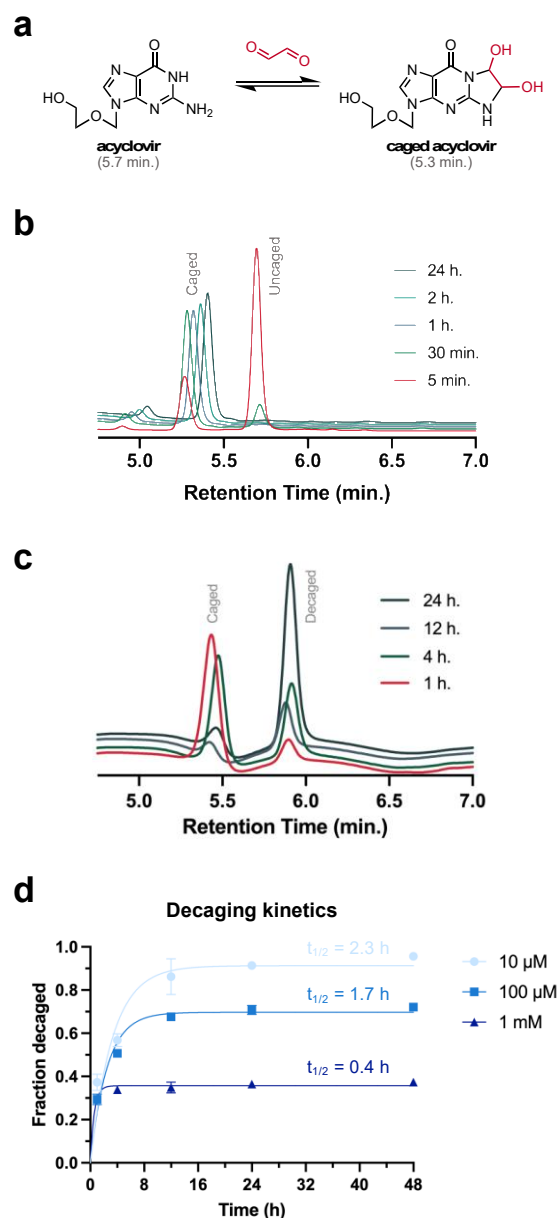 a
O
O
O
N
NH
N
N
NH₂
HO
O
acyclovir
(5.7 min.)
O
OH
N
N
OH
N
N
N
H
HO
O
caged acyclovir
(5.3 min.)
b
Caged
Uncaged
24 h.
2 h.
1 h.
30 min.
5 min.
5.0 5.5 6.0 6.5 7.0
Retention Time (min.)
c
Caged
Decaged
24 h.
12 h.
4 h.
1 h.
5.0 5.5 6.0 6.5 7.0
Retention Time (min.)
d
Decaging kinetics
Fraction decaged
1.0
0.8
0.6
0.4
0.2
0.0
t1/2 = 2.3 h
t1/2 = 1.7 h
t1/2 = 0.4 h
10 µM
100 µM
1 mM
0 8 16 24 32 40 48
Time (h)